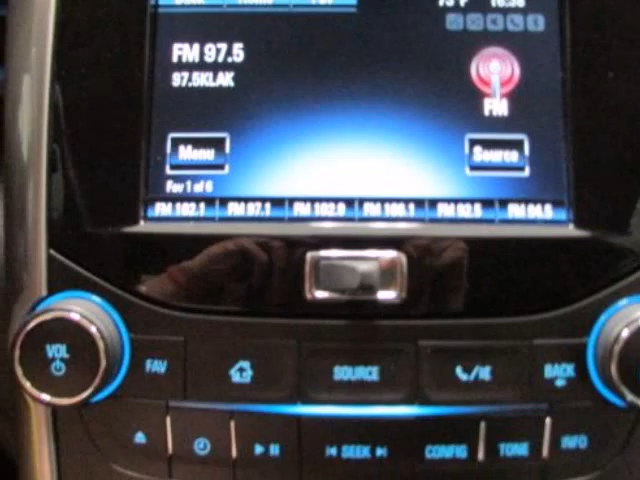 FM 97.5
97.5KLAK
FM
Menu
Source
Fav 1 of 6
FM 102.1 FM 97.1 FM 102.9 FM 106.1 FM 92.5 FM 94.5
VOL
FAV
SOURCE
BACK
SEEK
CONFIG
TONE
INFO